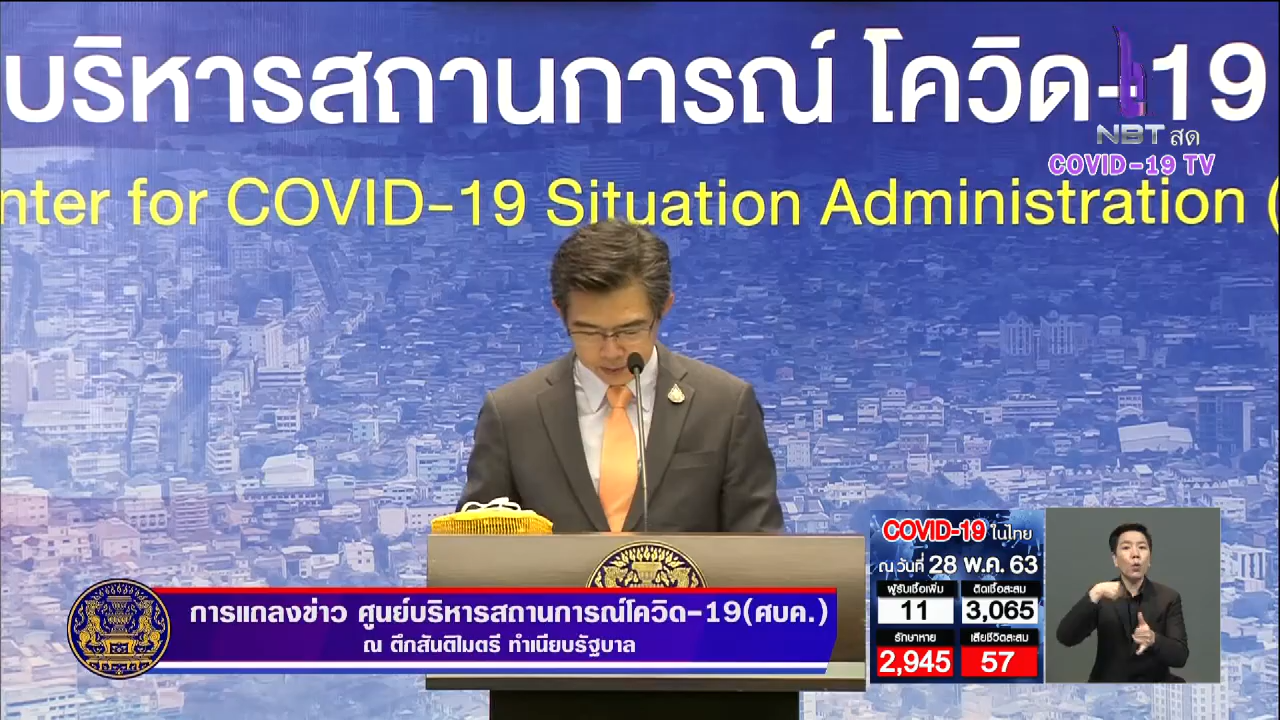 บริหารสถานการณ์ โควิด-19
NBT สด
COVID-19 TV
nter for COVID-19 Situation Administration (
COVID-19 ในไทย
ณ วันที่ 28 พ.ค. 63
ผู้รับเชื้อเพิ่ม ติดเชื้อสะสม
11 3,065
รักษาหาย เสียชีวิตสะสม
2,945 57
การแถลงข่าว ศูนย์บริหารสถานการณ์โควิด-19(ศบค.)
ณ ตึกสันติไมตรี ทำเนียบรัฐบาล